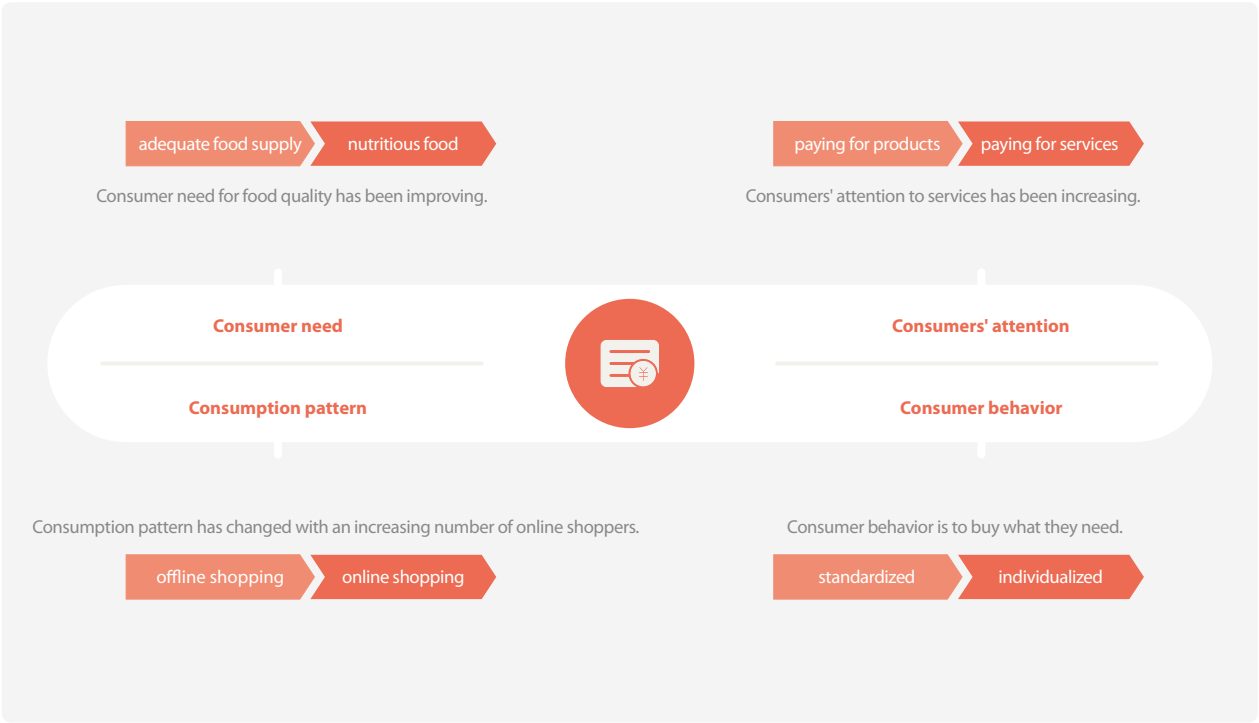 adequate food supply
nutritious food
Consumer need for food quality has been improving.
paying for products
paying for services
Consumers' attention to services has been increasing.
Consumer need
Consumption pattern
¥
Consumers' attention
Consumer behavior
Consumption pattern has changed with an increasing number of online shoppers.
offline shopping
online shopping
Consumer behavior is to buy what they need.
standardized
individualized